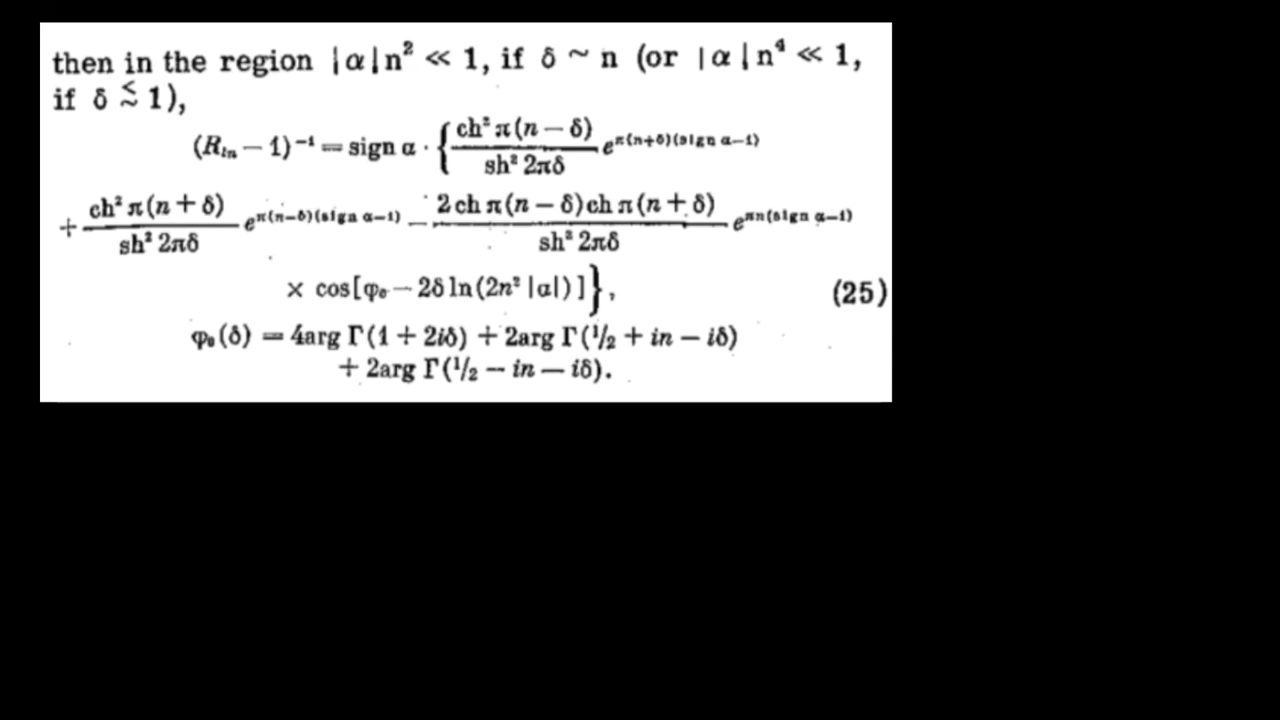 then in the region |α|n² ≪ 1, if δ ~ n (or |α|n⁴ ≪ 1,
if δ ≲ 1),
(Rᵢₙ − 1)⁻¹ = sign α · { ch² π(n − δ) / sh² 2πδ e^{π(n+δ)(sign α−1)}
+ ch² π(n + δ) / sh² 2πδ e^{π(n−δ)(sign α−1)} − 2 ch π(n − δ) ch π(n + δ) / sh² 2πδ e^{πn(sign α−1)}
× cos[φ₀ − 2δ ln(2n² |α|)] },   (25)
φ₀(δ) = 4arg Γ(1 + 2iδ) + 2arg Γ(¹/₂ + in − iδ)
+ 2arg Γ(¹/₂ − in − iδ).